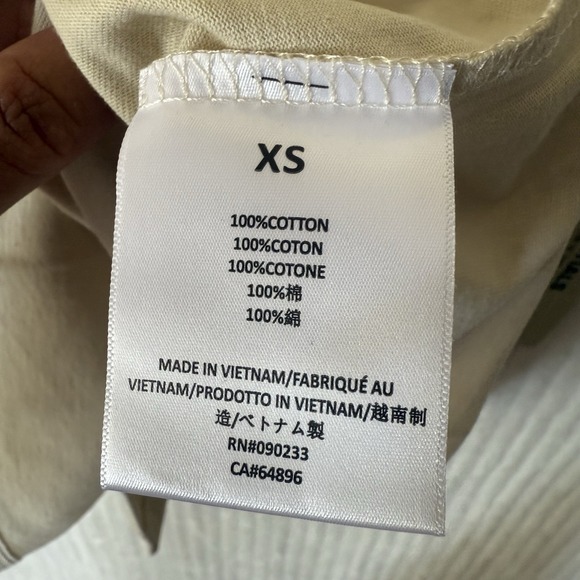 XS
100%COTTON
100%COTON
100%COTONE
100%棉
100%綿
MADE IN VIETNAM/FABRIQUÉ AU
VIETNAM/PRODOTTO IN VIETNAM/越南制
造/ベトナム製
RN#090233
CA#64896